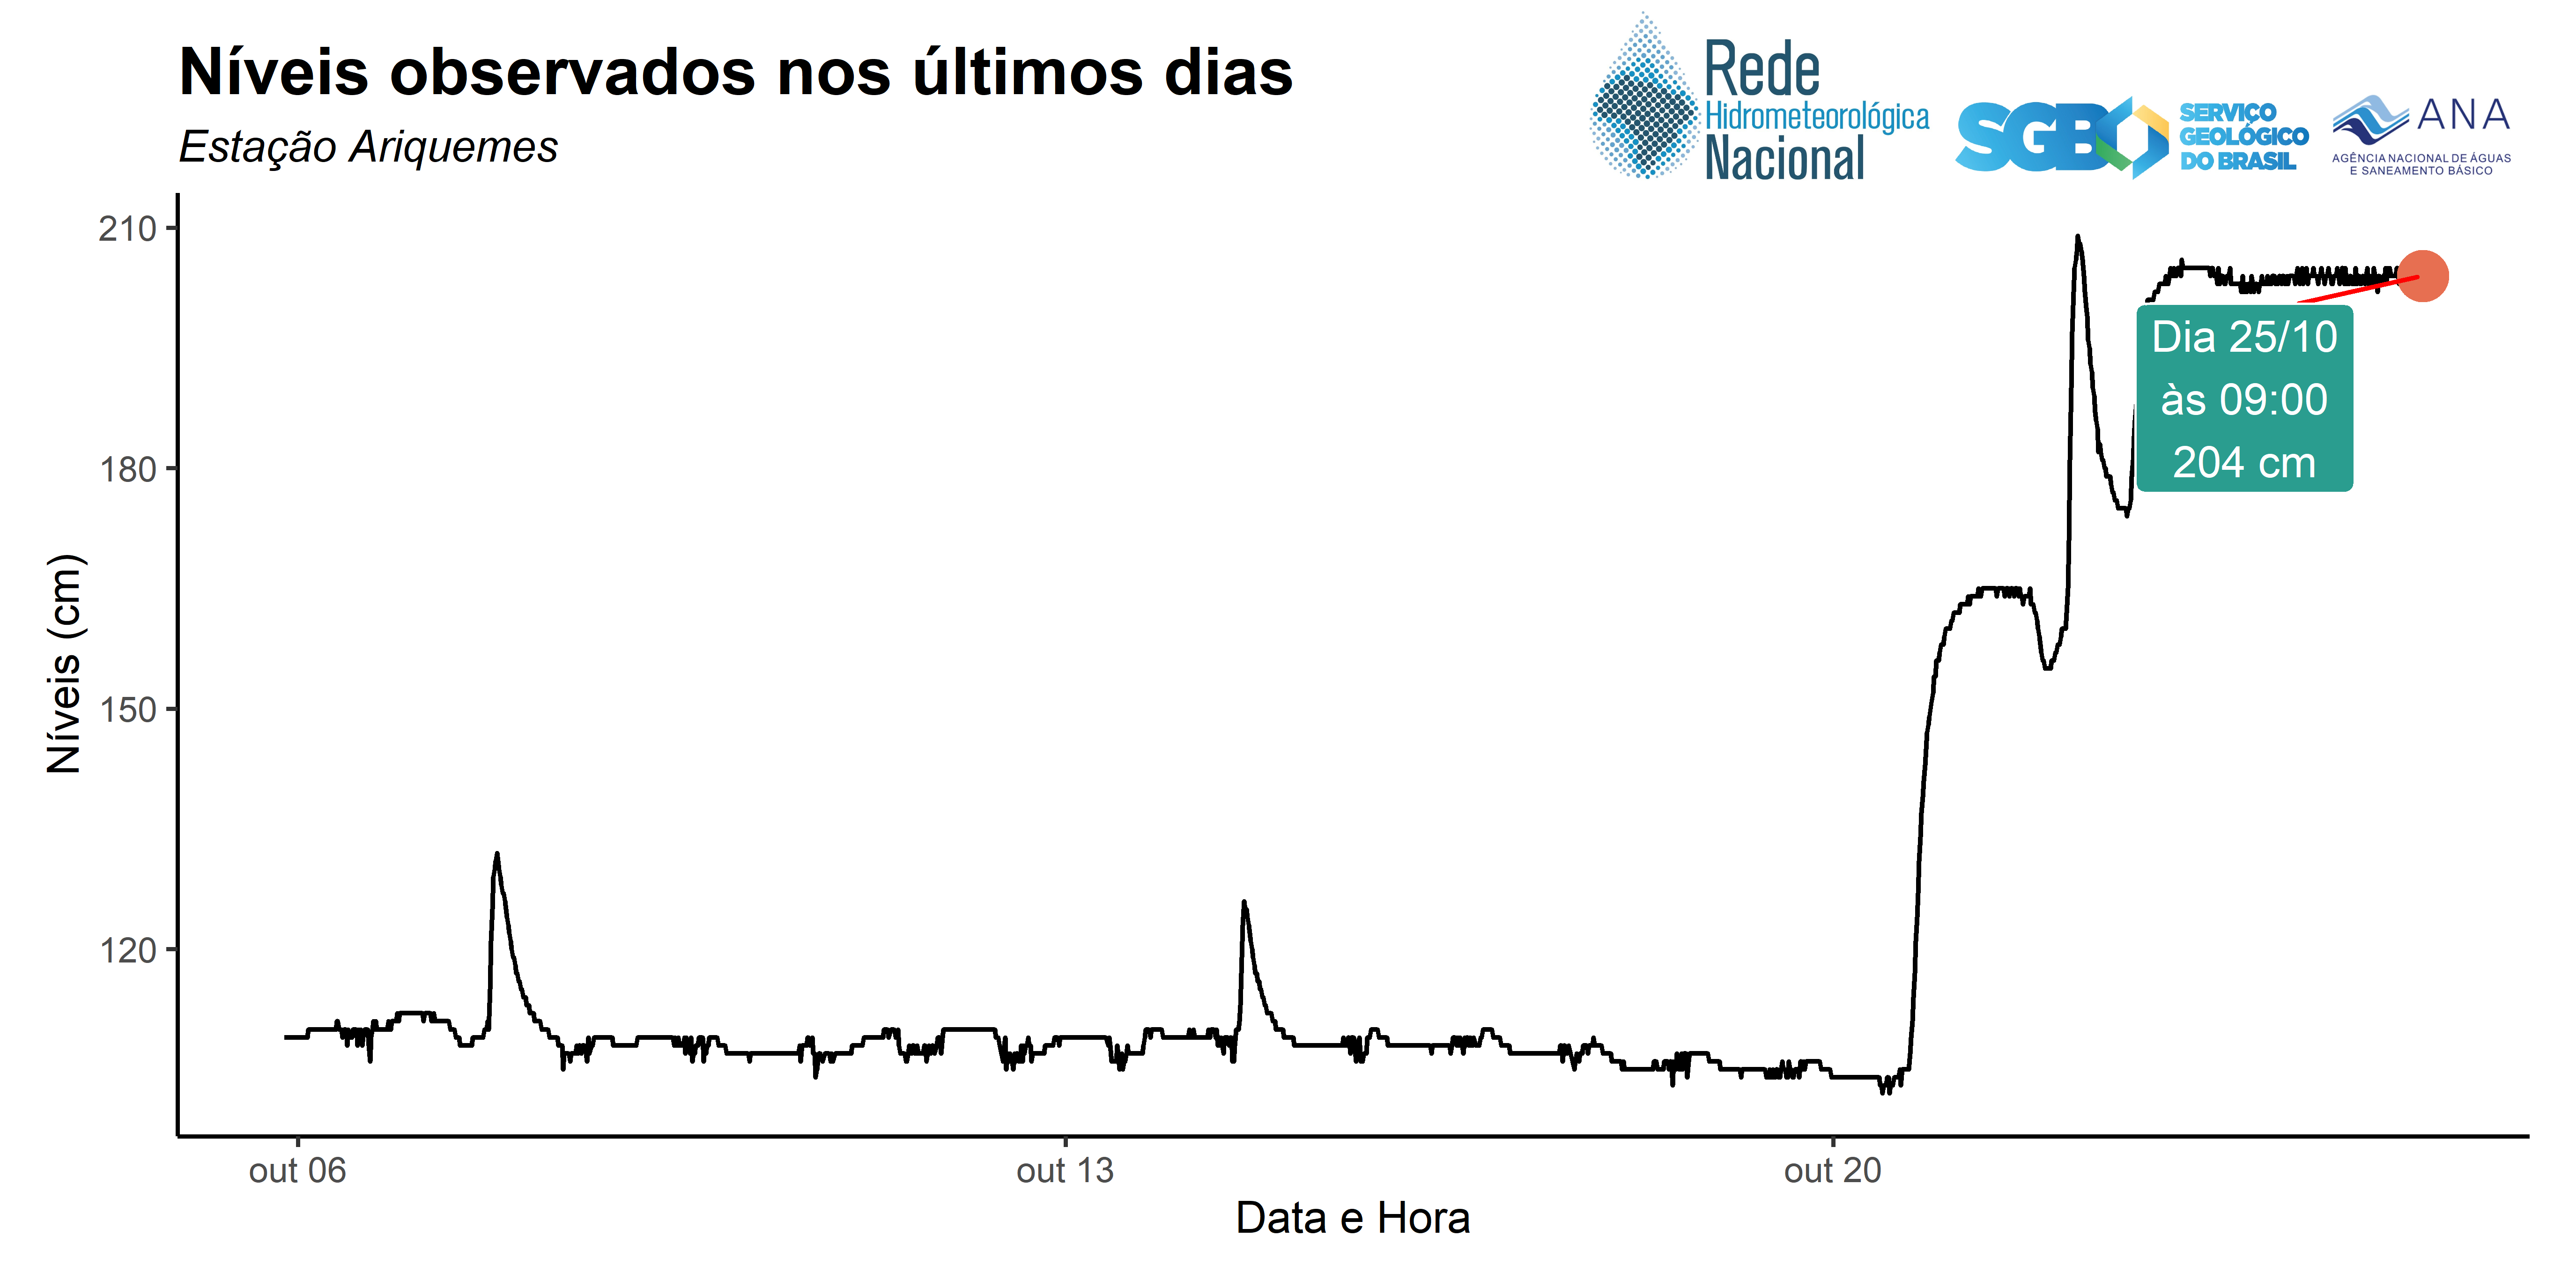 Níveis observados nos últimos dias
Estação Ariquemes
Rede
Hidrometeorológica
Nacional
SGB
SERVIÇO
GEOLÓGICO
DO BRASIL
ANA
AGÊNCIA NACIONAL DE ÁGUAS
E SANEAMENTO BÁSICO
210
180
150
120
Níveis (cm)
Dia 25/10
às 09:00
204 cm
out 06
out 13
out 20
Data e Hora